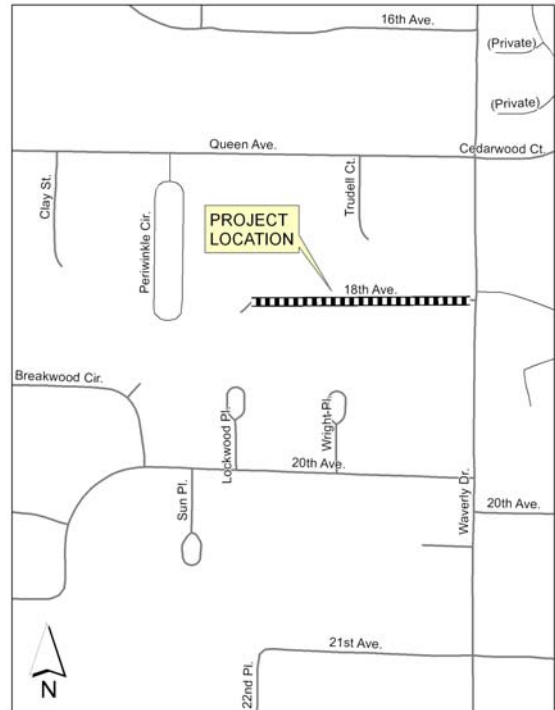 16th Ave.
(Private)
(Private)
Queen Ave.
Cedarwood Ct.
Clay St.
Periwinkle Cir.
Trudell Ct.
PROJECT
LOCATION
18th Ave.
Breakwood Cir.
Lockwood Pl.
Wright Pl.
20th Ave.
Sun Pl.
Waverly Dr.
20th Ave.
21st Ave.
22nd Pl.
N